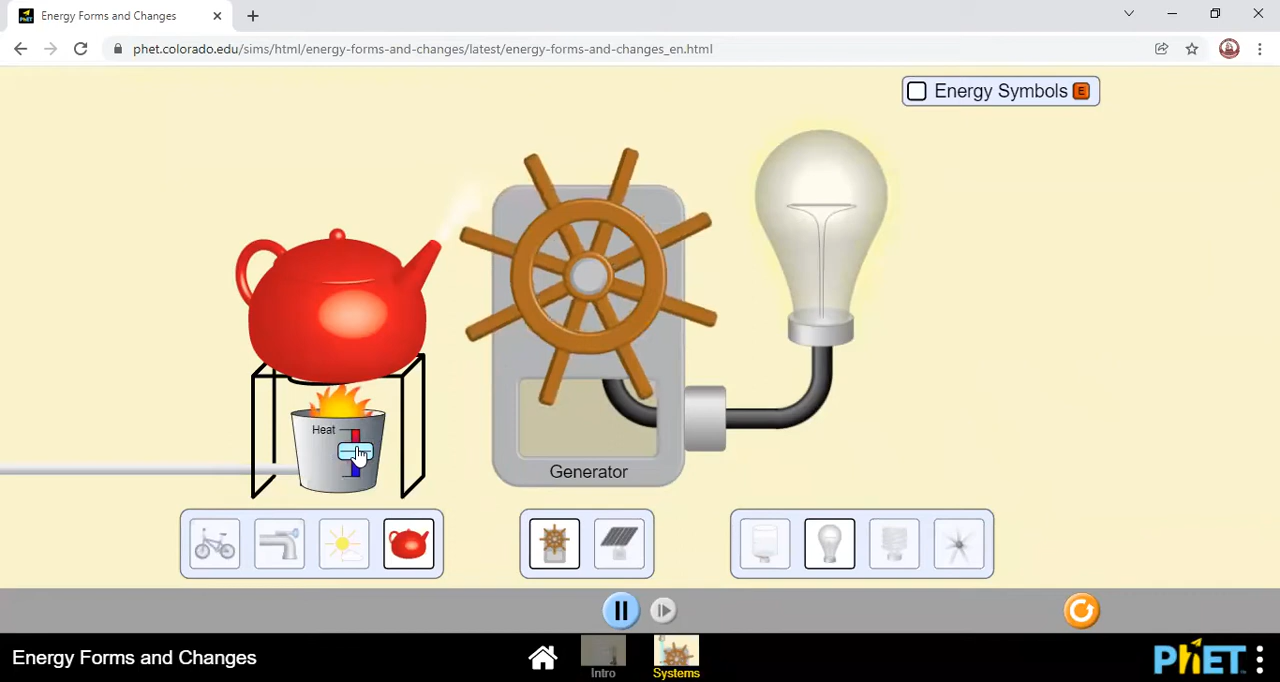 PhET Energy Forms and Changes
phet.colorado.edu/sims/html/energy-forms-and-changes/latest/energy-forms-and-changes_en.html
Energy Symbols E
Heat
Generator
Energy Forms and Changes
Intro
Systems
PhET